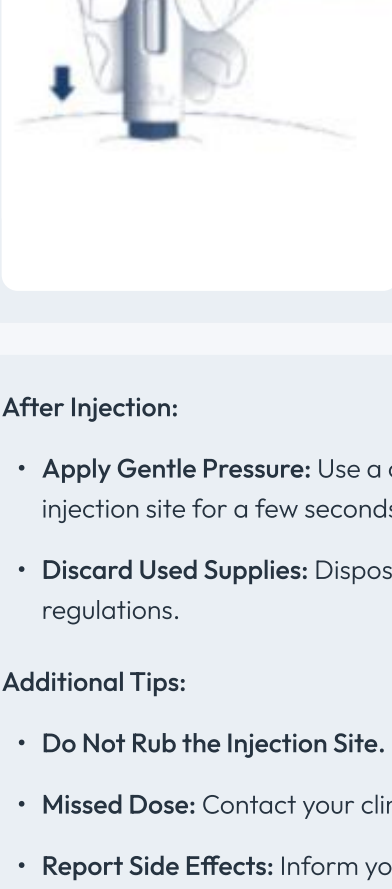 After Injection:
• Apply Gentle Pressure: Use a
injection site for a few seconds
• Discard Used Supplies: Dispos
regulations.
Additional Tips:
• Do Not Rub the Injection Site.
• Missed Dose: Contact your clin
• Report Side Effects: Inform yo